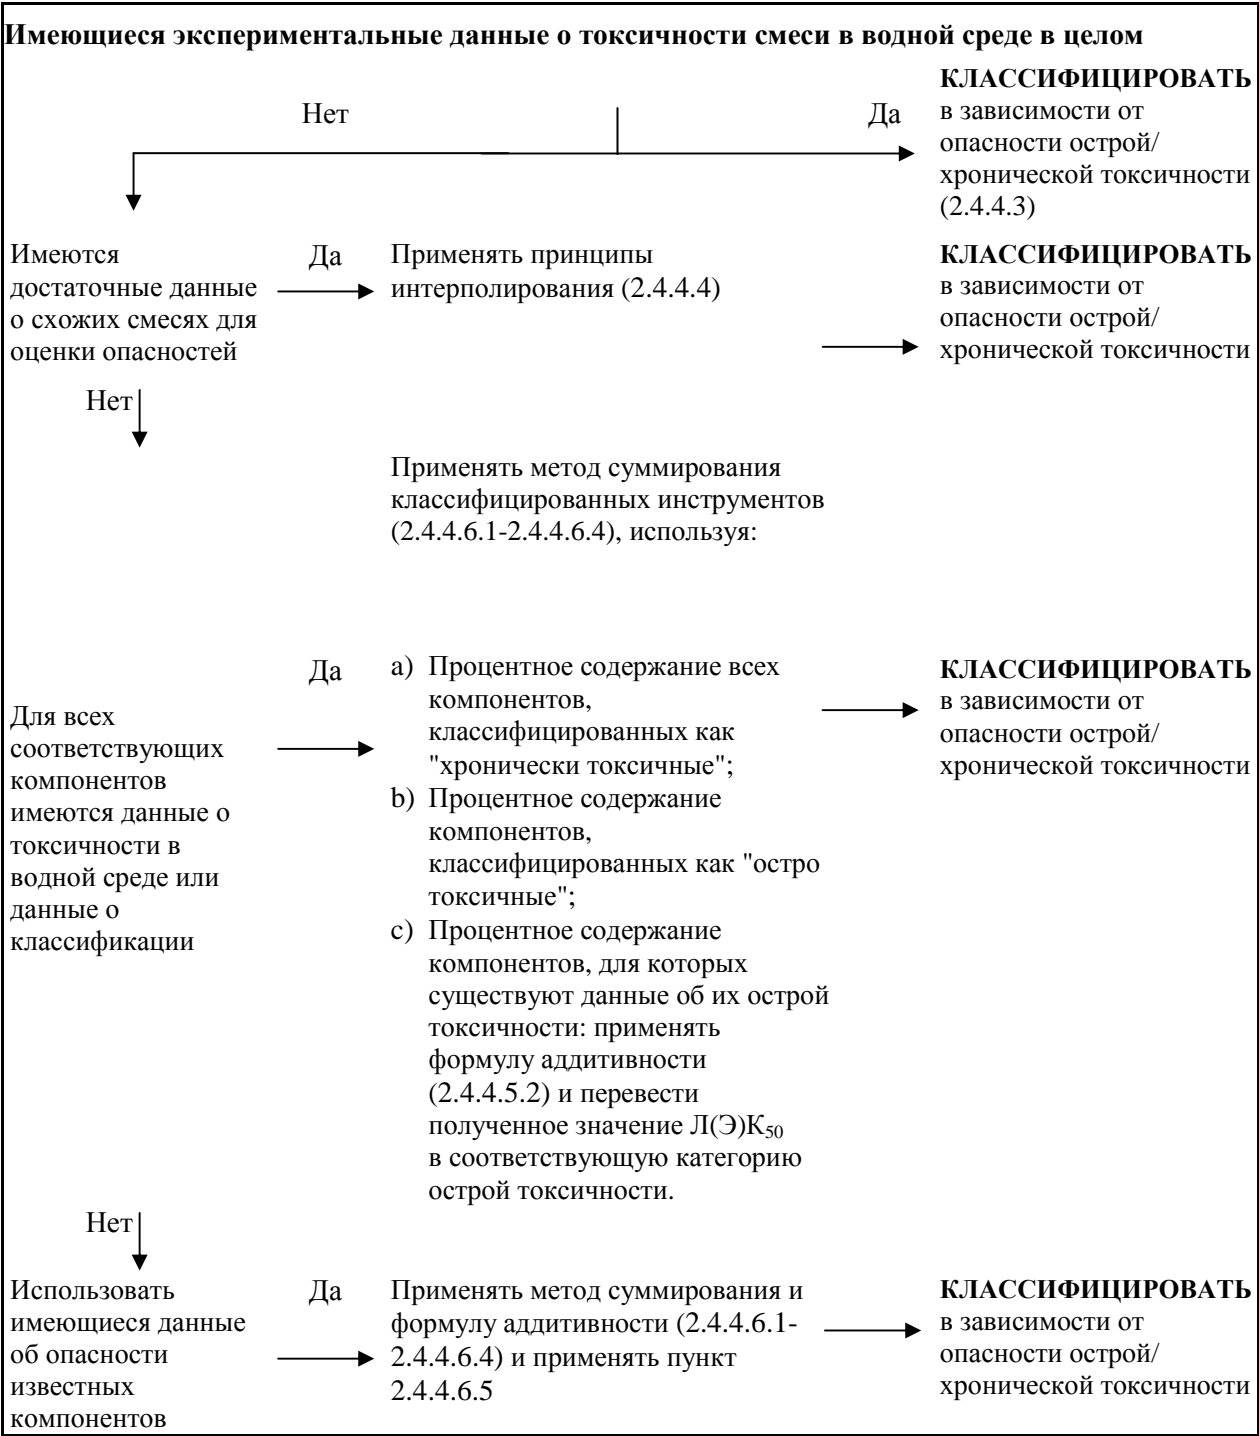 Имеющиеся экспериментальные данные о токсичности смеси в водной среде в целом
Нет
Да
КЛАССИФИЦИРОВАТЬ
в зависимости от
опасности острой/
хронической токсичности
(2.4.4.3)
Имеются
достаточные данные
о схожих смесях для
оценки опасностей
Да
Применять принципы
интерполирования (2.4.4.4)
КЛАССИФИЦИРОВАТЬ
в зависимости от
опасности острой/
хронической токсичности
Нет
Применять метод суммирования
классифицированных инструментов
(2.4.4.6.1-2.4.4.6.4), используя:
Для всех
соответствующих
компонентов
имеются данные о
токсичности в
водной среде или
данные о
классификации
Да
a) Процентное содержание всех
компонентов,
классифицированных как
"хронически токсичные";
b) Процентное содержание
компонентов,
классифицированных как "остро
токсичные";
c) Процентное содержание
компонентов, для которых
существуют данные об их острой
токсичности: применять
формулу аддитивности
(2.4.4.5.2) и перевести
полученное значение Л(Э)К50
в соответствующую категорию
острой токсичности.
КЛАССИФИЦИРОВАТЬ
в зависимости от
опасности острой/
хронической токсичности
Нет
Использовать
имеющиеся данные
об опасности
известных
компонентов
Да
Применять метод суммирования и
формулу аддитивности (2.4.4.6.1-
2.4.4.6.4) и применять пункт
2.4.4.6.5
КЛАССИФИЦИРОВАТЬ
в зависимости от
опасности острой/
хронической токсичности